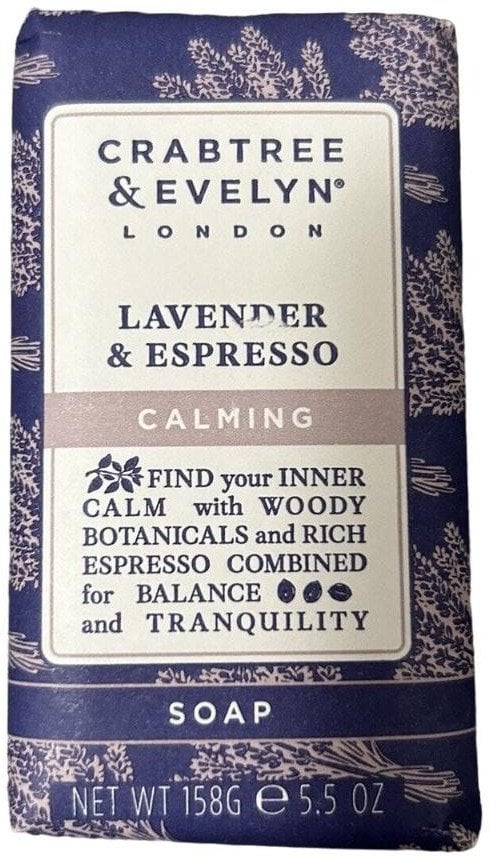 CRABTREE
& EVELYN®
LONDON
LAVENDER
& ESPRESSO
CALMING
FIND your INNER
CALM with WOODY
BOTANICALS and RICH
ESPRESSO COMBINED
for BALANCE
and TRANQUILITY
SOAP
NET WT 158G ℮ 5.5 OZ